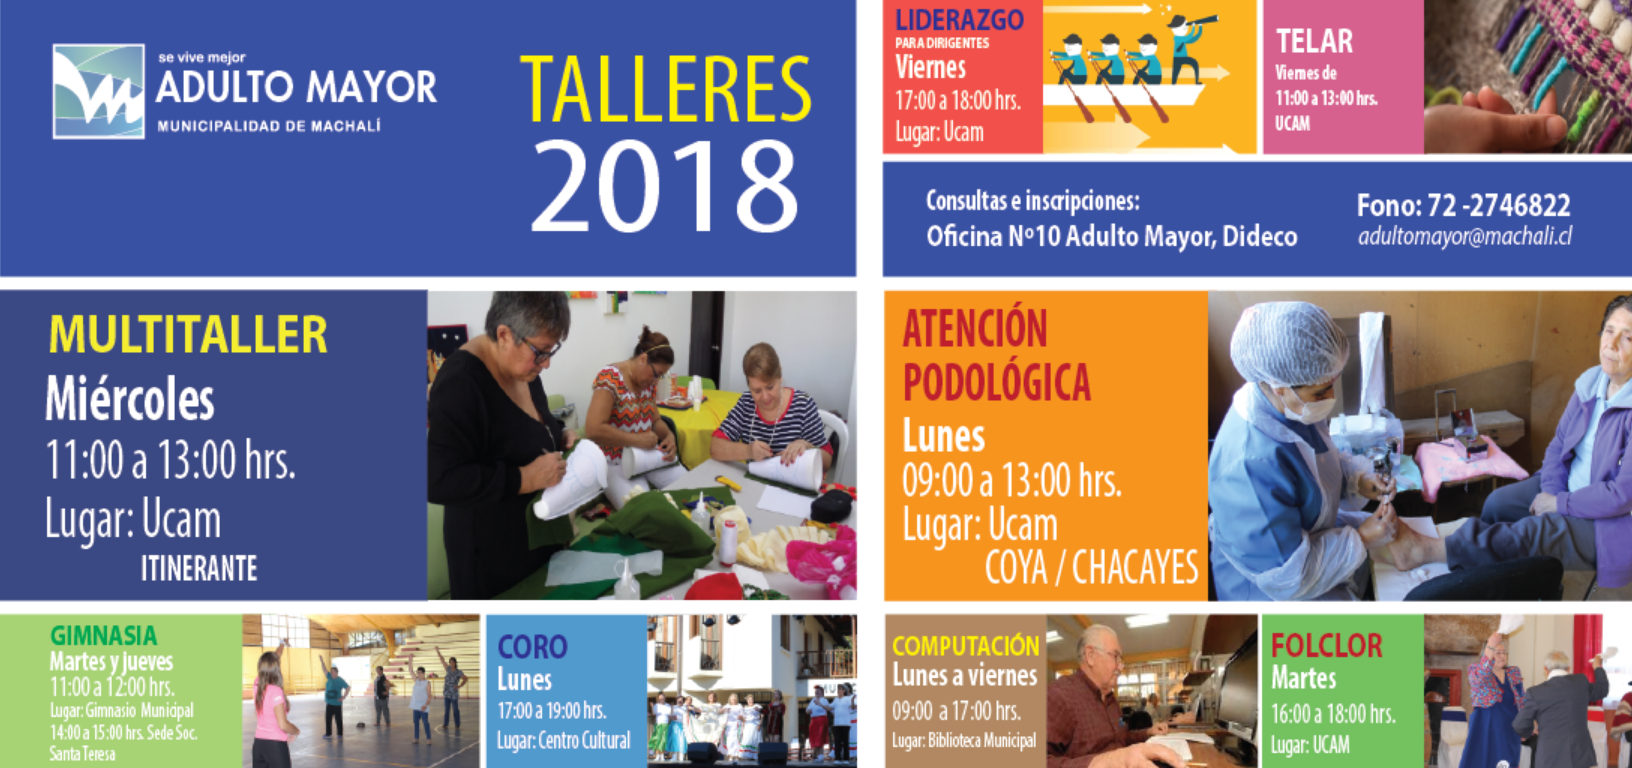 se vive mejor
ADULTO MAYOR
MUNICIPALIDAD DE MACHALÍ
TALLERES
2018
LIDERAZGO
PARA DIRIGENTES
Viernes
17:00 a 18:00 hrs.
Lugar: Ucam
TELAR
Viernes de
11:00 a 13:00 hrs.
UCAM
Consultas e inscripciones:
Oficina Nº10 Adulto Mayor, Dideco
Fono: 72 -2746822
adultomayor@machali.cl
MULTITALLER
Miércoles
11:00 a 13:00 hrs.
Lugar: Ucam
ITINERANTE
ATENCIÓN
PODOLÓGICA
Lunes
09:00 a 13:00 hrs.
Lugar: Ucam
COYA / CHACAYES
GIMNASIA
Martes y Jueves
11:00 a 12:00 hrs.
Lugar: Gimnasio Municipal
14:00 a 15:00 hrs. Sede Soc.
Santa Teresa
CORO
Lunes
17:00 a 19:00 hrs.
Lugar: Centro Cultural
COMPUTACIÓN
Lunes a viernes
09:00 a 17:00 hrs.
Lugar: Biblioteca Municipal
FOLCLOR
Martes
16:00 a 18:00 hrs.
Lugar: UCAM